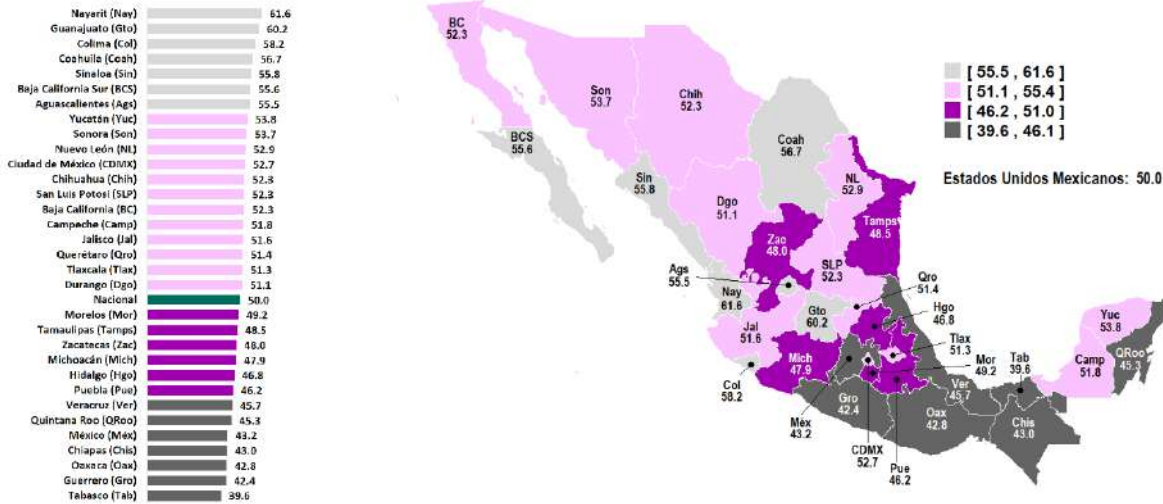 Nayarit (Nay) 61.6
Guanajuato (Gto) 60.2
Colima (Col) 58.2
Coahuila (Coah) 56.7
Sinaloa (Sin) 55.8
Baja California Sur (BCS) 55.6
Aguascalientes (Ags) 55.5
Yucatán (Yuc) 53.8
Sonora (Son) 53.7
Nuevo León (NL) 52.9
Ciudad de México (CDMX) 52.7
Chihuahua (Chih) 52.3
San Luis Potosí (SLP) 52.3
Baja California (BC) 52.3
Campeche (Camp) 51.8
Jalisco (Jal) 51.6
Querétaro (Qro) 51.4
Tlaxcala (Tlax) 51.3
Durango (Dgo) 51.1
Nacional 50.0
Morelos (Mor) 49.2
Tamaulipas (Tamps) 48.5
Zacatecas (Zac) 48.0
Michoacán (Mich) 47.9
Hidalgo (Hgo) 46.8
Puebla (Pue) 46.2
Veracruz (Ver) 45.7
Quintana Roo (QRoo) 45.3
México (Méx) 43.2
Chiapas (Chis) 43.0
Oaxaca (Oax) 42.8
Guerrero (Gro) 42.4
Tabasco (Tab) 39.6
BC
52.3
Son
53.7
Chih
52.3
BCS
55.6
Coah
56.7
Sin
55.8
NL
52.9
Dgo
51.1
Tamps
48.5
Zac
48.0
SLP
52.3
Ags
55.5
Nay
61.6
Gto
60.2
Qro
51.4
Hgo
46.8
Jal
51.6
Mich
47.9
Tlax
51.3
Mor
49.2
Tab
39.6
Yuc
53.8
QRoo
45.3
Camp
51.8
Col
58.2
Ver
45.7
Gro
42.4
Oax
42.8
Chis
43.0
Méx
43.2
CDMX
52.7
Pue
46.2
[ 55.5 , 61.6 ]
[ 51.1 , 55.4 ]
[ 46.2 , 51.0 ]
[ 39.6 , 46.1 ]
Estados Unidos Mexicanos: 50.0